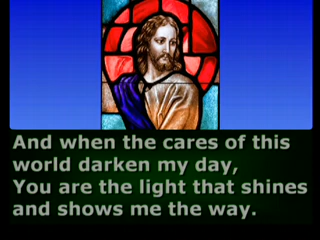 And when the cares of this
world darken my day,
You are the light that shines
and shows me the way.